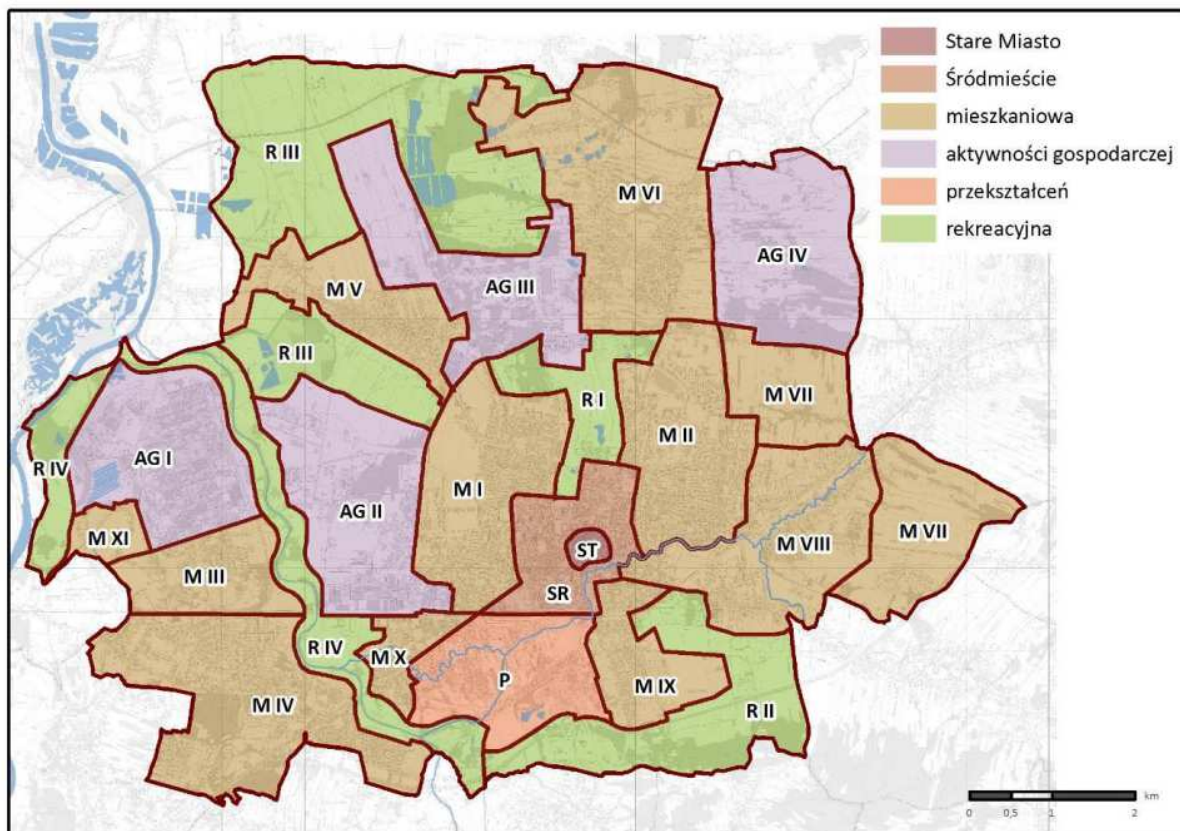 Stare Miasto
Śródmieście
mieszkaniowa
aktywności gospodarczej
przekształceń
rekreacyjna
R III
M VI
AG IV
AG III
M V
R III
R I
M VII
M II
AG I
R IV
M I
AG II
M XI
ST
M VIII
M VII
M III
SR
R IV
M X
P
M IX
M IV
R II
km
0 0,5 1 2